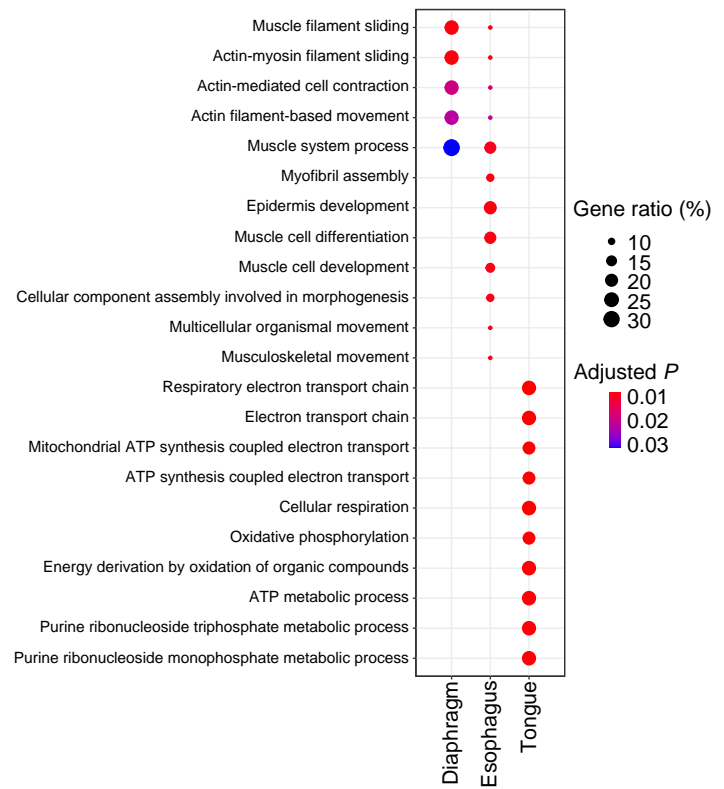 Muscle filament sliding
Actin-myosin filament sliding
Actin-mediated cell contraction
Actin filament-based movement
Muscle system process
Myofibril assembly
Epidermis development
Muscle cell differentiation
Muscle cell development
Cellular component assembly involved in morphogenesis
Multicellular organismal movement
Musculoskeletal movement
Respiratory electron transport chain
Electron transport chain
Mitochondrial ATP synthesis coupled electron transport
ATP synthesis coupled electron transport
Cellular respiration
Oxidative phosphorylation
Energy derivation by oxidation of organic compounds
ATP metabolic process
Purine ribonucleoside triphosphate metabolic process
Purine ribonucleoside monophosphate metabolic process
Diaphragm
Esophagus
Tongue
Gene ratio (%)
10
15
20
25
30
Adjusted P
0.01
0.02
0.03